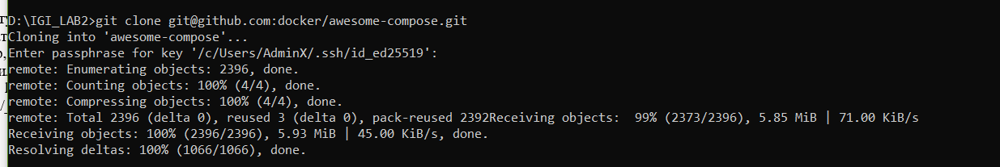 D:\IGI_LAB2>git clone git@github.com:docker/awesome-compose.git
Cloning into 'awesome-compose'...
Enter passphrase for key '/c/Users/AdminX/.ssh/id_ed25519':
remote: Enumerating objects: 2396, done.
remote: Counting objects: 100% (4/4), done.
remote: Compressing objects: 100% (4/4), done.
remote: Total 2396 (delta 0), reused 3 (delta 0), pack-reused 2392Receiving objects:  99% (2373/2396), 5.85 MiB | 71.00 KiB/s
Receiving objects: 100% (2396/2396), 5.93 MiB | 45.00 KiB/s, done.
Resolving deltas: 100% (1066/1066), done.